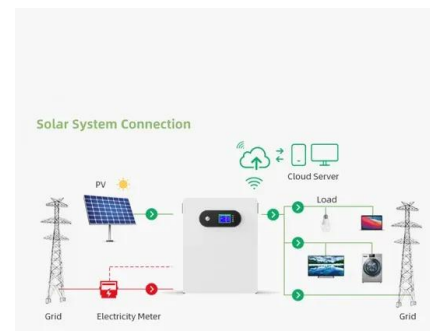 Solar System Connection
Cloud Server
PV
Load
Grid
Electricity Meter
Grid